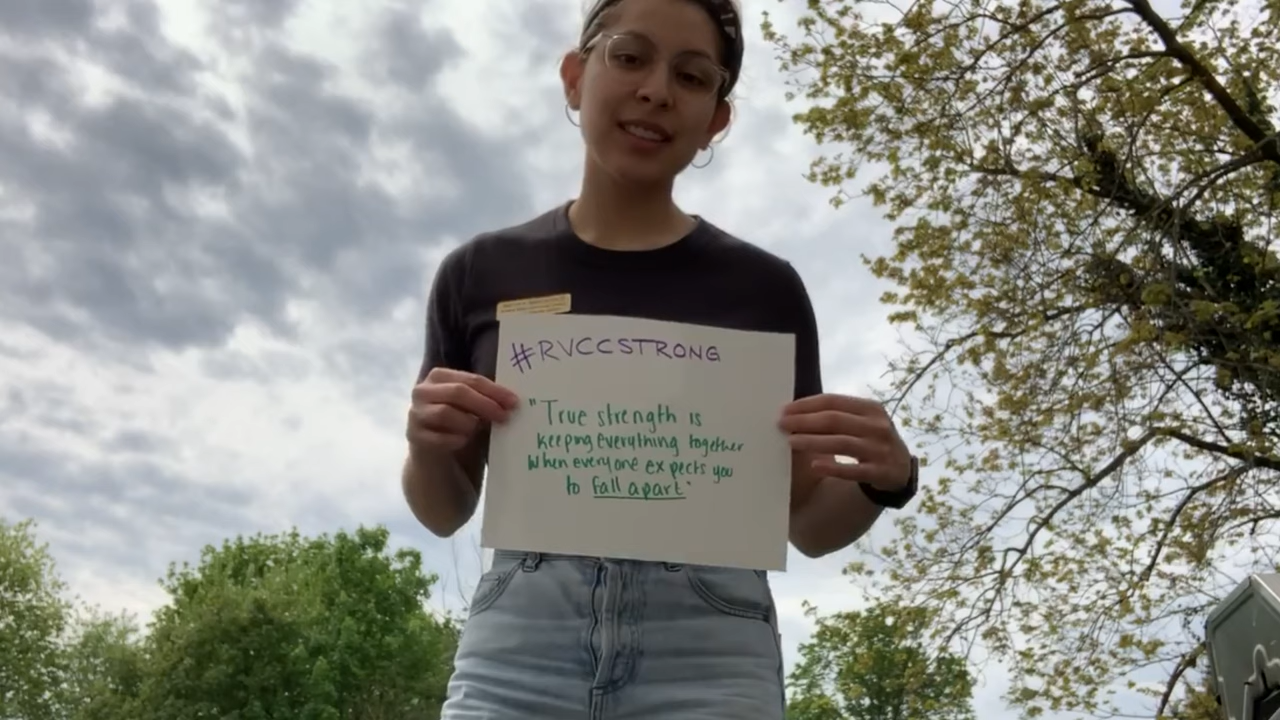 #RVCCSTRONG
"True strength is
keeping everything together
when everyone expects you
to fall apart"